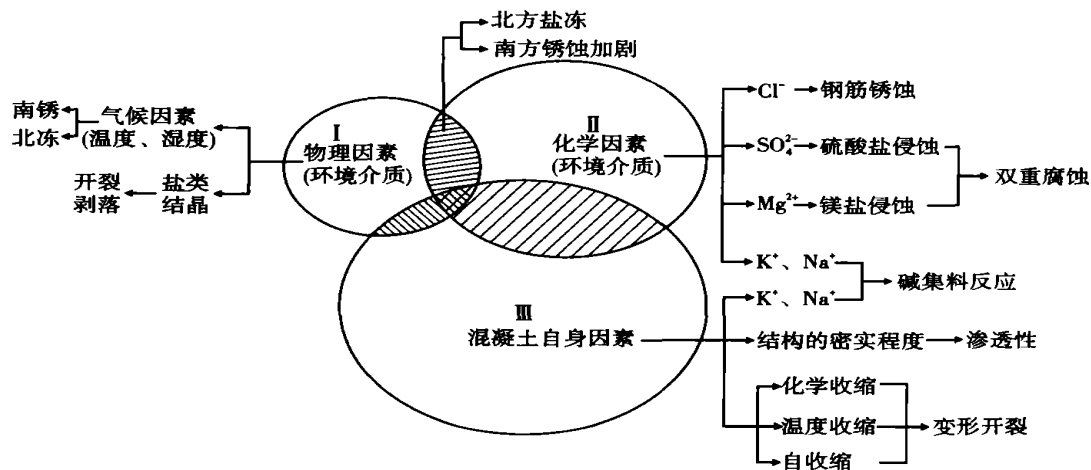 北方盐冻
南方锈蚀加剧
南锈
北冻
气候因素
(温度、湿度)
开裂
剥落
盐类
结晶
Ⅰ
物理因素
(环境介质)
Ⅱ
化学因素
(环境介质)
Cl⁻
钢筋锈蚀
SO₄²⁻
硫酸盐侵蚀
Mg²⁺
镁盐侵蚀
双重腐蚀
K⁺、Na⁺
K⁺、Na⁺
碱集料反应
Ⅲ
混凝土自身因素
结构的密实程度
渗透性
化学收缩
温度收缩
自收缩
变形开裂